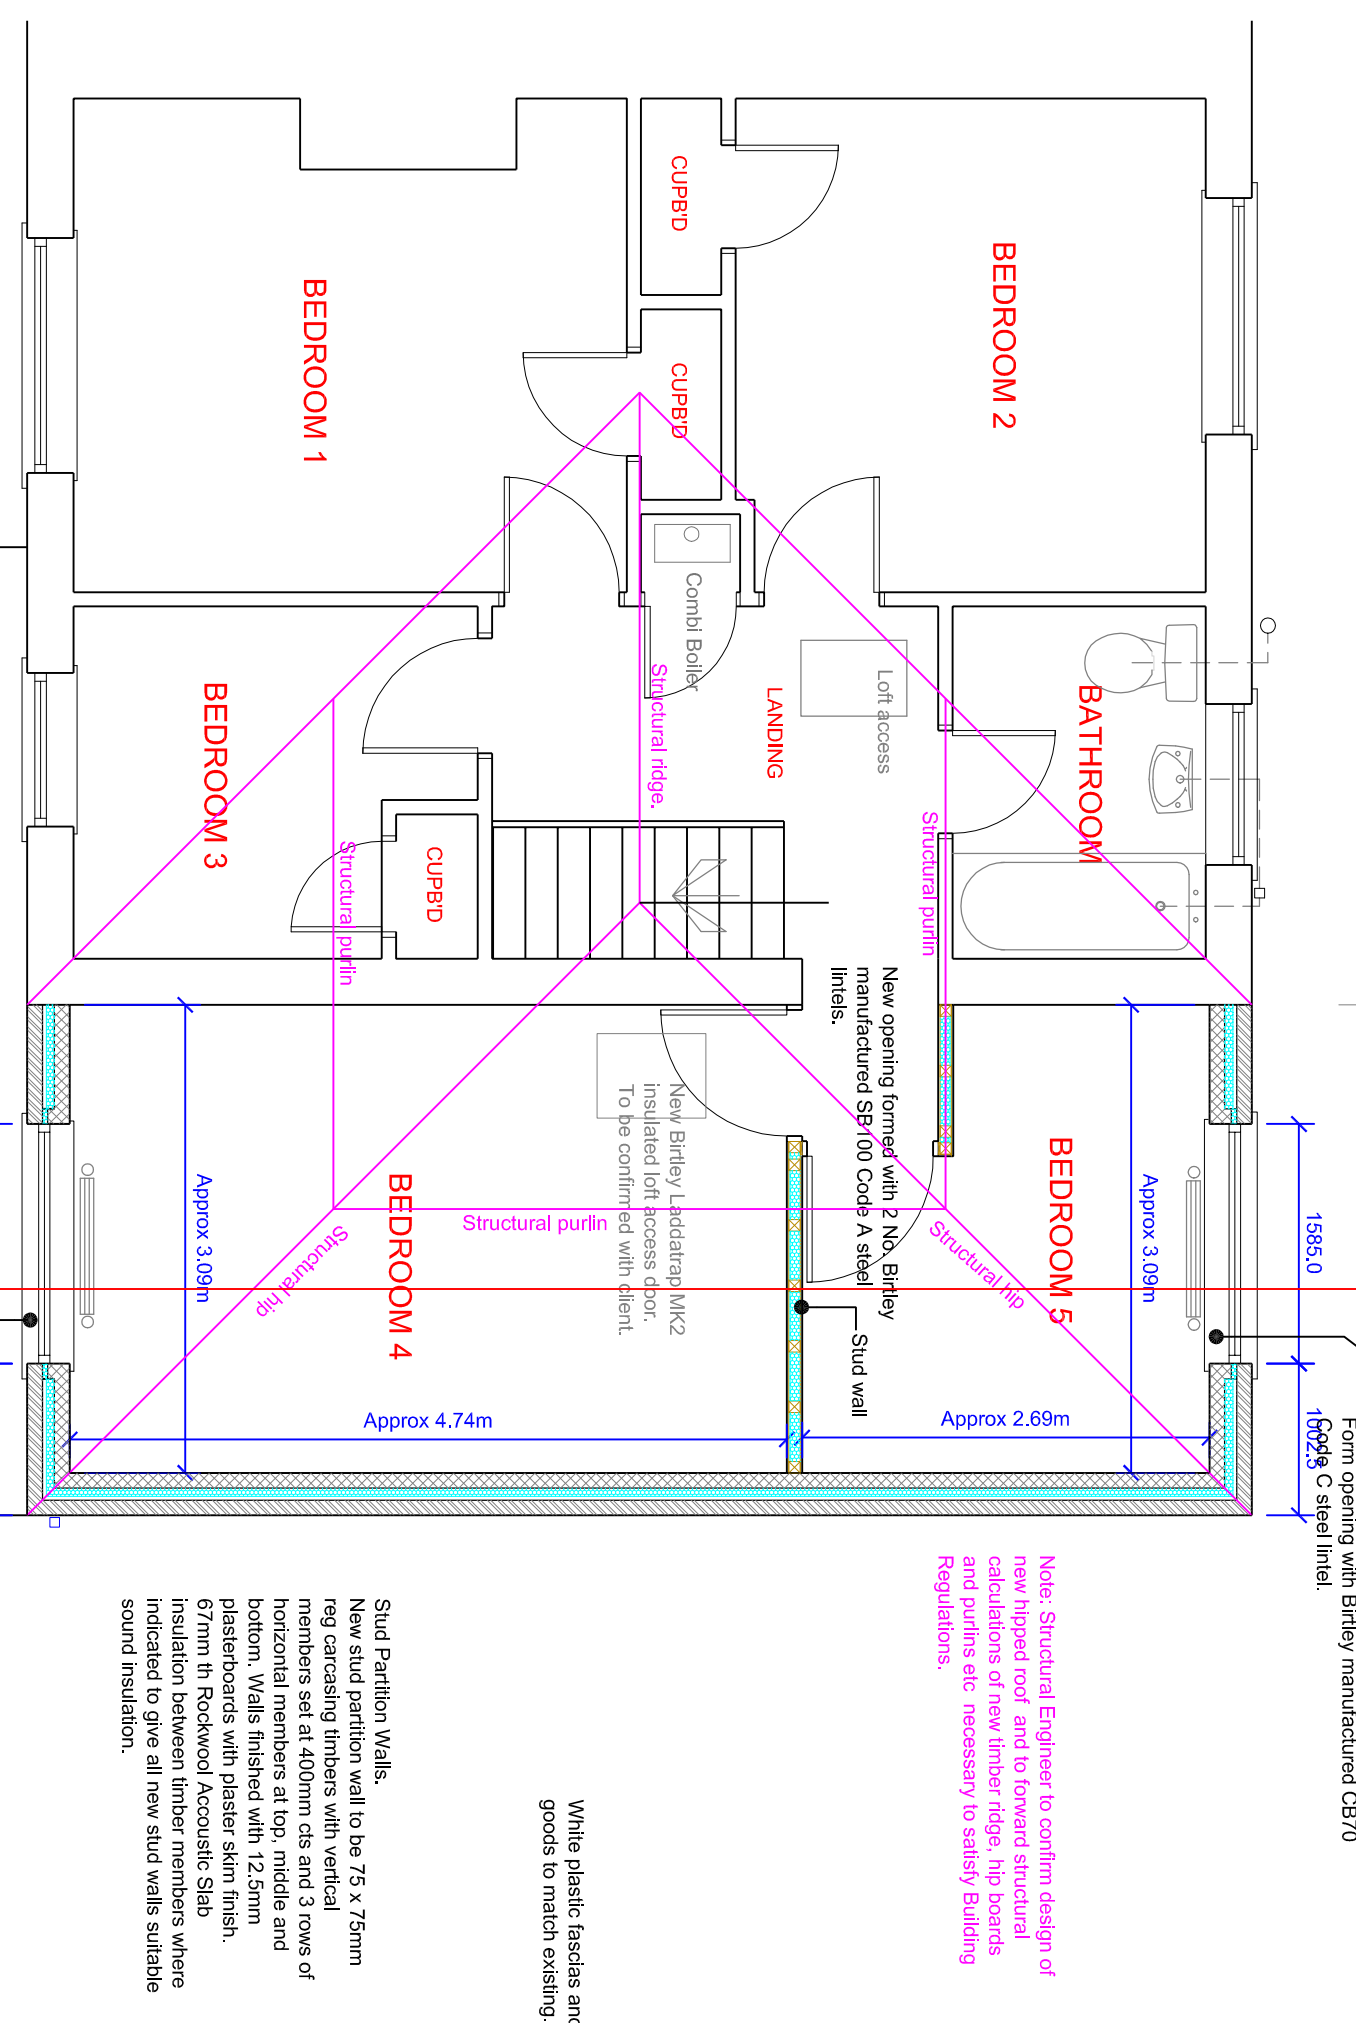 BEDROOM 1
BEDROOM 2
CUPB'D
CUPB'D
Combi Boiler
Loft access
LANDING
Structural ridge.
BATHROOM
BEDROOM 3
CUPB'D
Structural purlin
Structural purlin
New opening formed with 2 No. Birtley
manufactured SB100 Code A steel
lintels.
New Birtley Laddatrap MK2
insulated loft access door.
To be confirmed with client.
BEDROOM 4
BEDROOM 5
Approx 3.09m
Approx 3.09m
Structural purlin
Structural hip
Structural hip
Stud wall
Approx 4.74m
Approx 2.69m
1585.0
1002.5
Form opening with Birtley manufactured CB70
Code C steel lintel.
Note: Structural Engineer to confirm design of
new hipped roof and to forward structural
calculations of new timber ridge, hip boards
and purlins etc necessary to satisfy Building
Regulations.
Stud Partition Walls.
New stud partition wall to be 75 x 75mm
reg carcasing timbers with vertical
members set at 400mm cts and 3 rows of
horizontal members at top, middle and
bottom. Walls finished with 12.5mm
plasterboards with plaster skim finish.
67mm th Rockwool Accoustic Slab
insulation between timber members where
indicated to give all new stud walls suitable
sound insulation.
White plastic fascias and
goods to match existing.